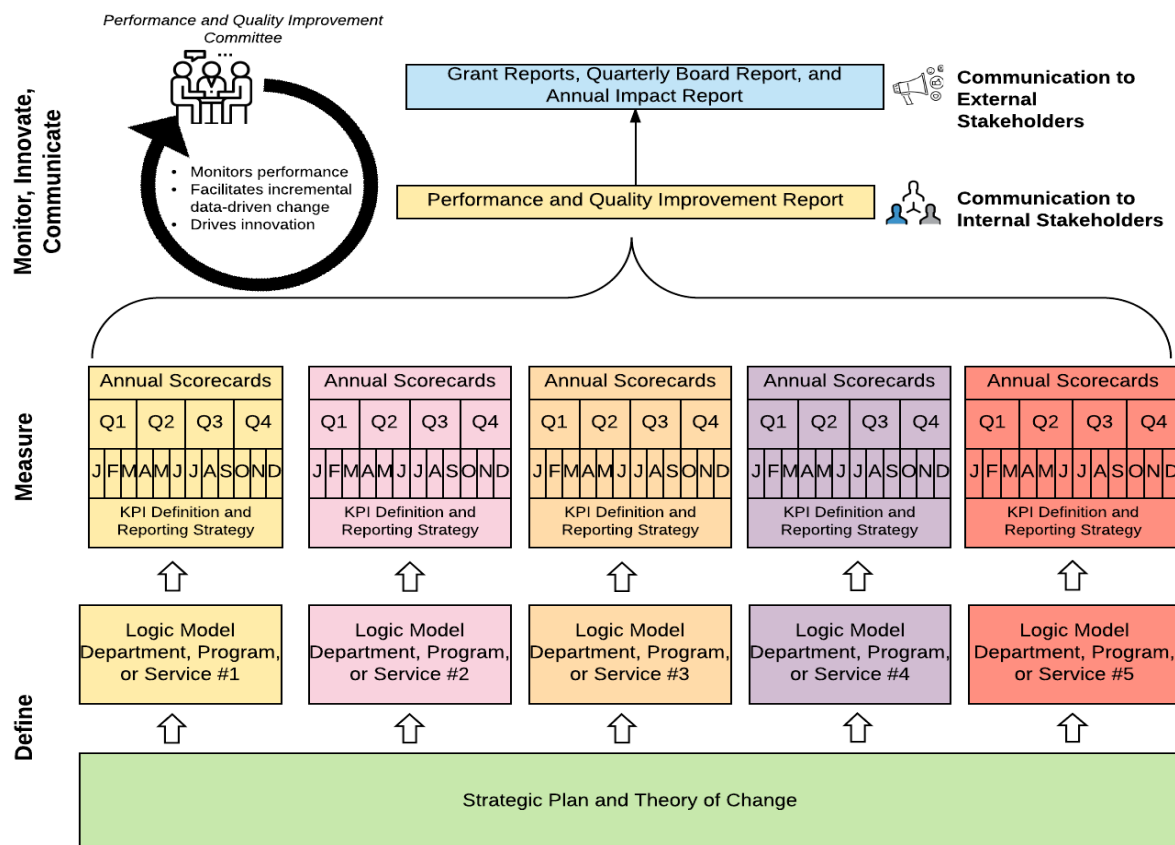 Performance and Quality Improvement
Committee
Monitor, Innovate,
Communicate
• Monitors performance
• Facilitates incremental
data-driven change
• Drives innovation
Grant Reports, Quarterly Board Report, and
Annual Impact Report
Communication to
External
Stakeholders
Performance and Quality Improvement Report
Communication to
Internal Stakeholders
Measure
Annual Scorecards
Q1 Q2 Q3 Q4
J F M A M J J A S O N D
KPI Definition and
Reporting Strategy
Annual Scorecards
Q1 Q2 Q3 Q4
J F M A M J J A S O N D
KPI Definition and
Reporting Strategy
Annual Scorecards
Q1 Q2 Q3 Q4
J F M A M J J A S O N D
KPI Definition and
Reporting Strategy
Annual Scorecards
Q1 Q2 Q3 Q4
J F M A M J J A S O N D
KPI Definition and
Reporting Strategy
Annual Scorecards
Q1 Q2 Q3 Q4
J F M A M J J A S O N D
KPI Definition and
Reporting Strategy
Define
Logic Model
Department, Program,
or Service #1
Logic Model
Department, Program,
or Service #2
Logic Model
Department, Program,
or Service #3
Logic Model
Department, Program,
or Service #4
Logic Model
Department, Program,
or Service #5
Strategic Plan and Theory of Change